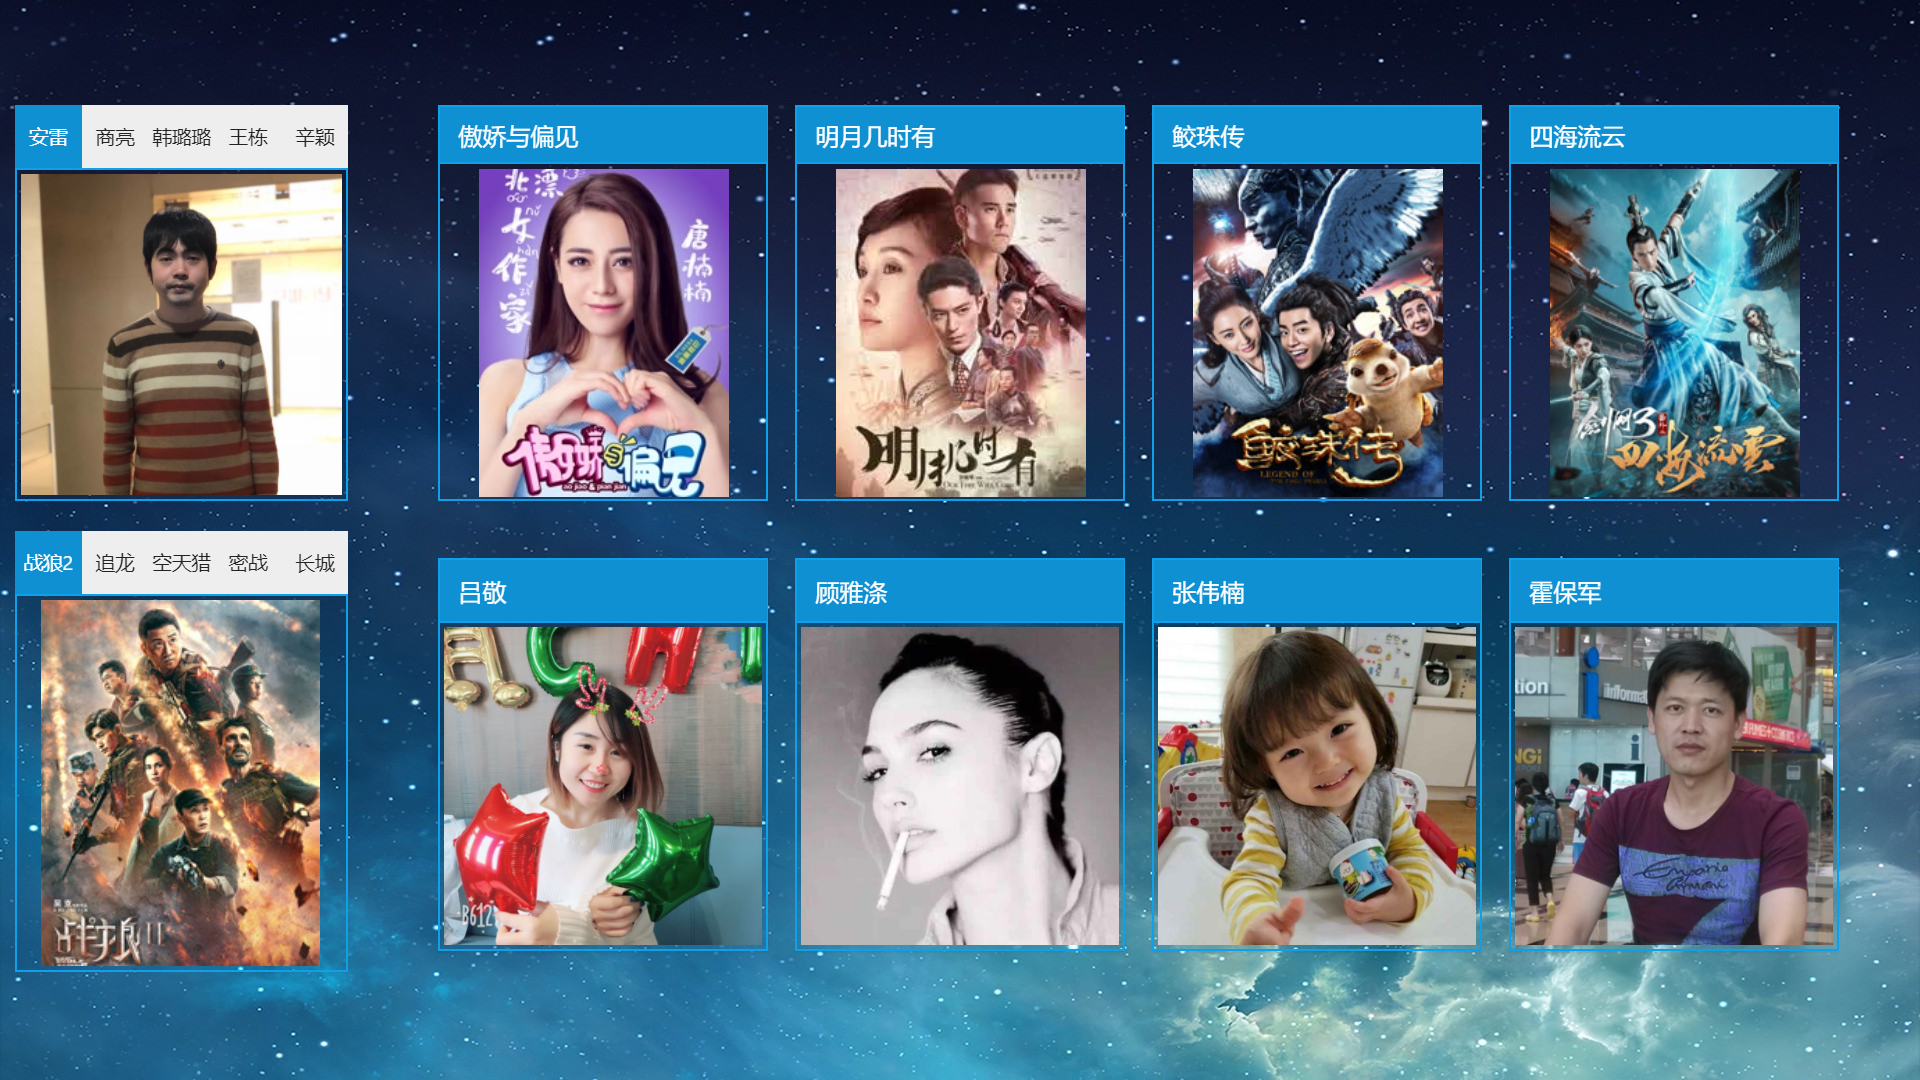 安雷 商亮 韩璐璐 王栋 辛颖
傲娇与偏见
北漂
女作家
唐楠楠
傲娇与偏见
ao jiao & pian jian
明月几时有
明月几时有
鲛珠传
鲛珠传
LEGEND OF
四海流云
剑网3
四海流雲
战狼2 追龙 空天猎 密战 长城
战狼II
吕敬
ACH
B612
顾雅涤
张伟楠
霍保军
tion
informa
NGi